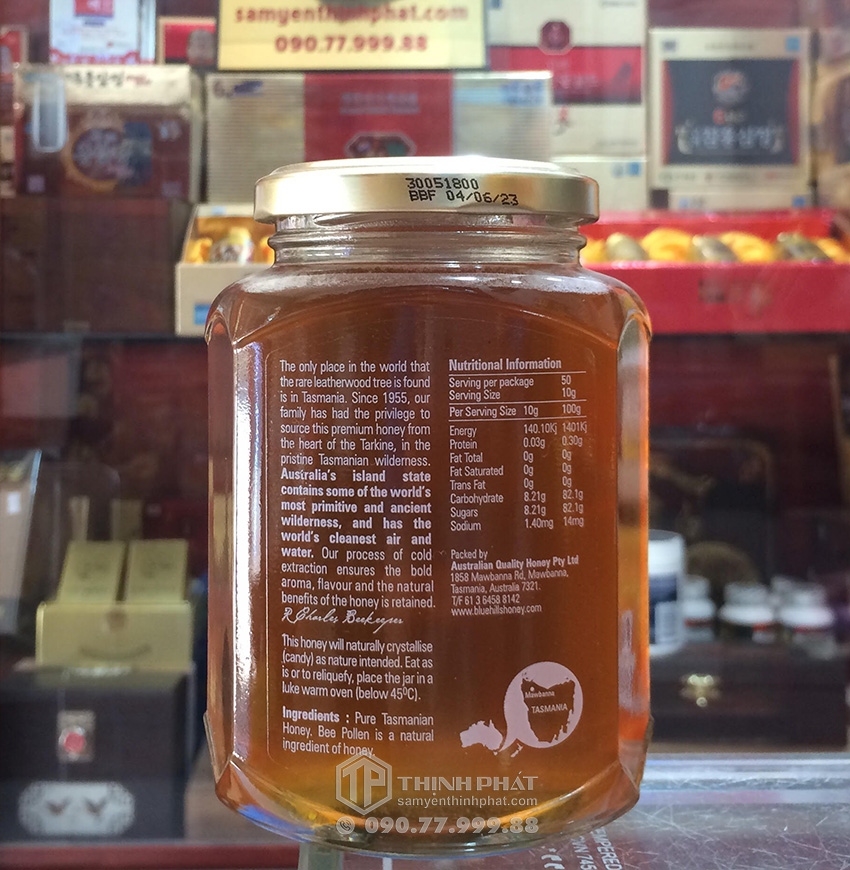 samyenthinhphat.com
090.77.999.88
30051800
BBF 04/06/23
The only place in the world that
the rare leatherwood tree is found
is in Tasmania. Since 1955, our
family has had the privilege to
source this premium honey from
the heart of the Tarkine, in the
pristine Tasmanian wilderness.
Australia's island state
contains some of the world's
most primitive and ancient
wilderness, and has the
world's cleanest air and
water. Our process of cold
extraction ensures the bold
aroma, flavour and the natural
benefits of the honey is retained.
R Charles Beekeeper
This honey will naturally crystallise
(candy) as nature intended. Eat as
is or to reliquefy, place the jar in a
luke warm oven (below 45⁰C).
Ingredients : Pure Tasmanian
Honey. Bee Pollen is a natural
ingredient of honey.
Nutritional Information
Serving per package 50
Serving Size 10g
Per Serving Size 10g 100g
Energy 140.10Kj 1401Kj
Protein 0.03g 0.30g
Fat Total 0g 0g
Fat Saturated 0g 0g
Trans Fat 0g 0g
Carbohydrate 8.21g 82.1g
Sugars 8.21g 82.1g
Sodium 1.40mg 14mg
Packed by
Australian Quality Honey Pty Ltd
1858 Mawbanna Rd, Mawbanna,
Tasmania, Australia 7321.
T/F 61 3 6458 8142
www.bluehillshoney.com
Mawbanna
TASMANIA
TP THỊNH PHÁT
samyenthinhphat.com
090.77.999.88